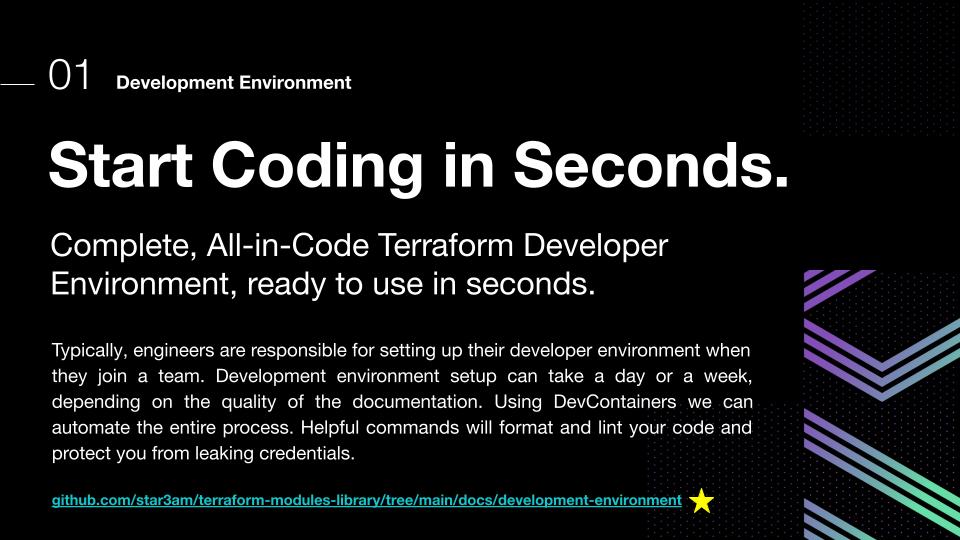 01 Development Environment
Start Coding in Seconds.
Complete, All-in-Code Terraform Developer
Environment, ready to use in seconds.
Typically, engineers are responsible for setting up their developer environment when
they join a team. Development environment setup can take a day or a week,
depending on the quality of the documentation. Using DevContainers we can
automate the entire process. Helpful commands will format and lint your code and
protect you from leaking credentials.
github.com/star3am/terraform-modules-library/tree/main/docs/development-environment